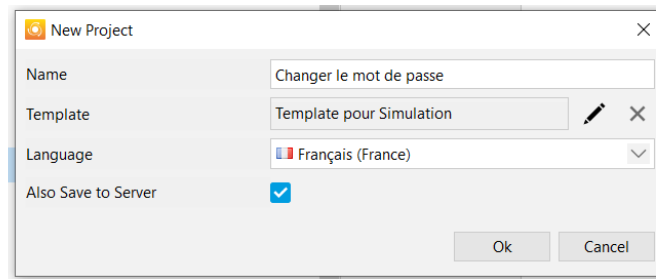 New Project
Name Changer le mot de passe
Template Template pour Simulation
Language Français (France)
Also Save to Server
Ok Cancel